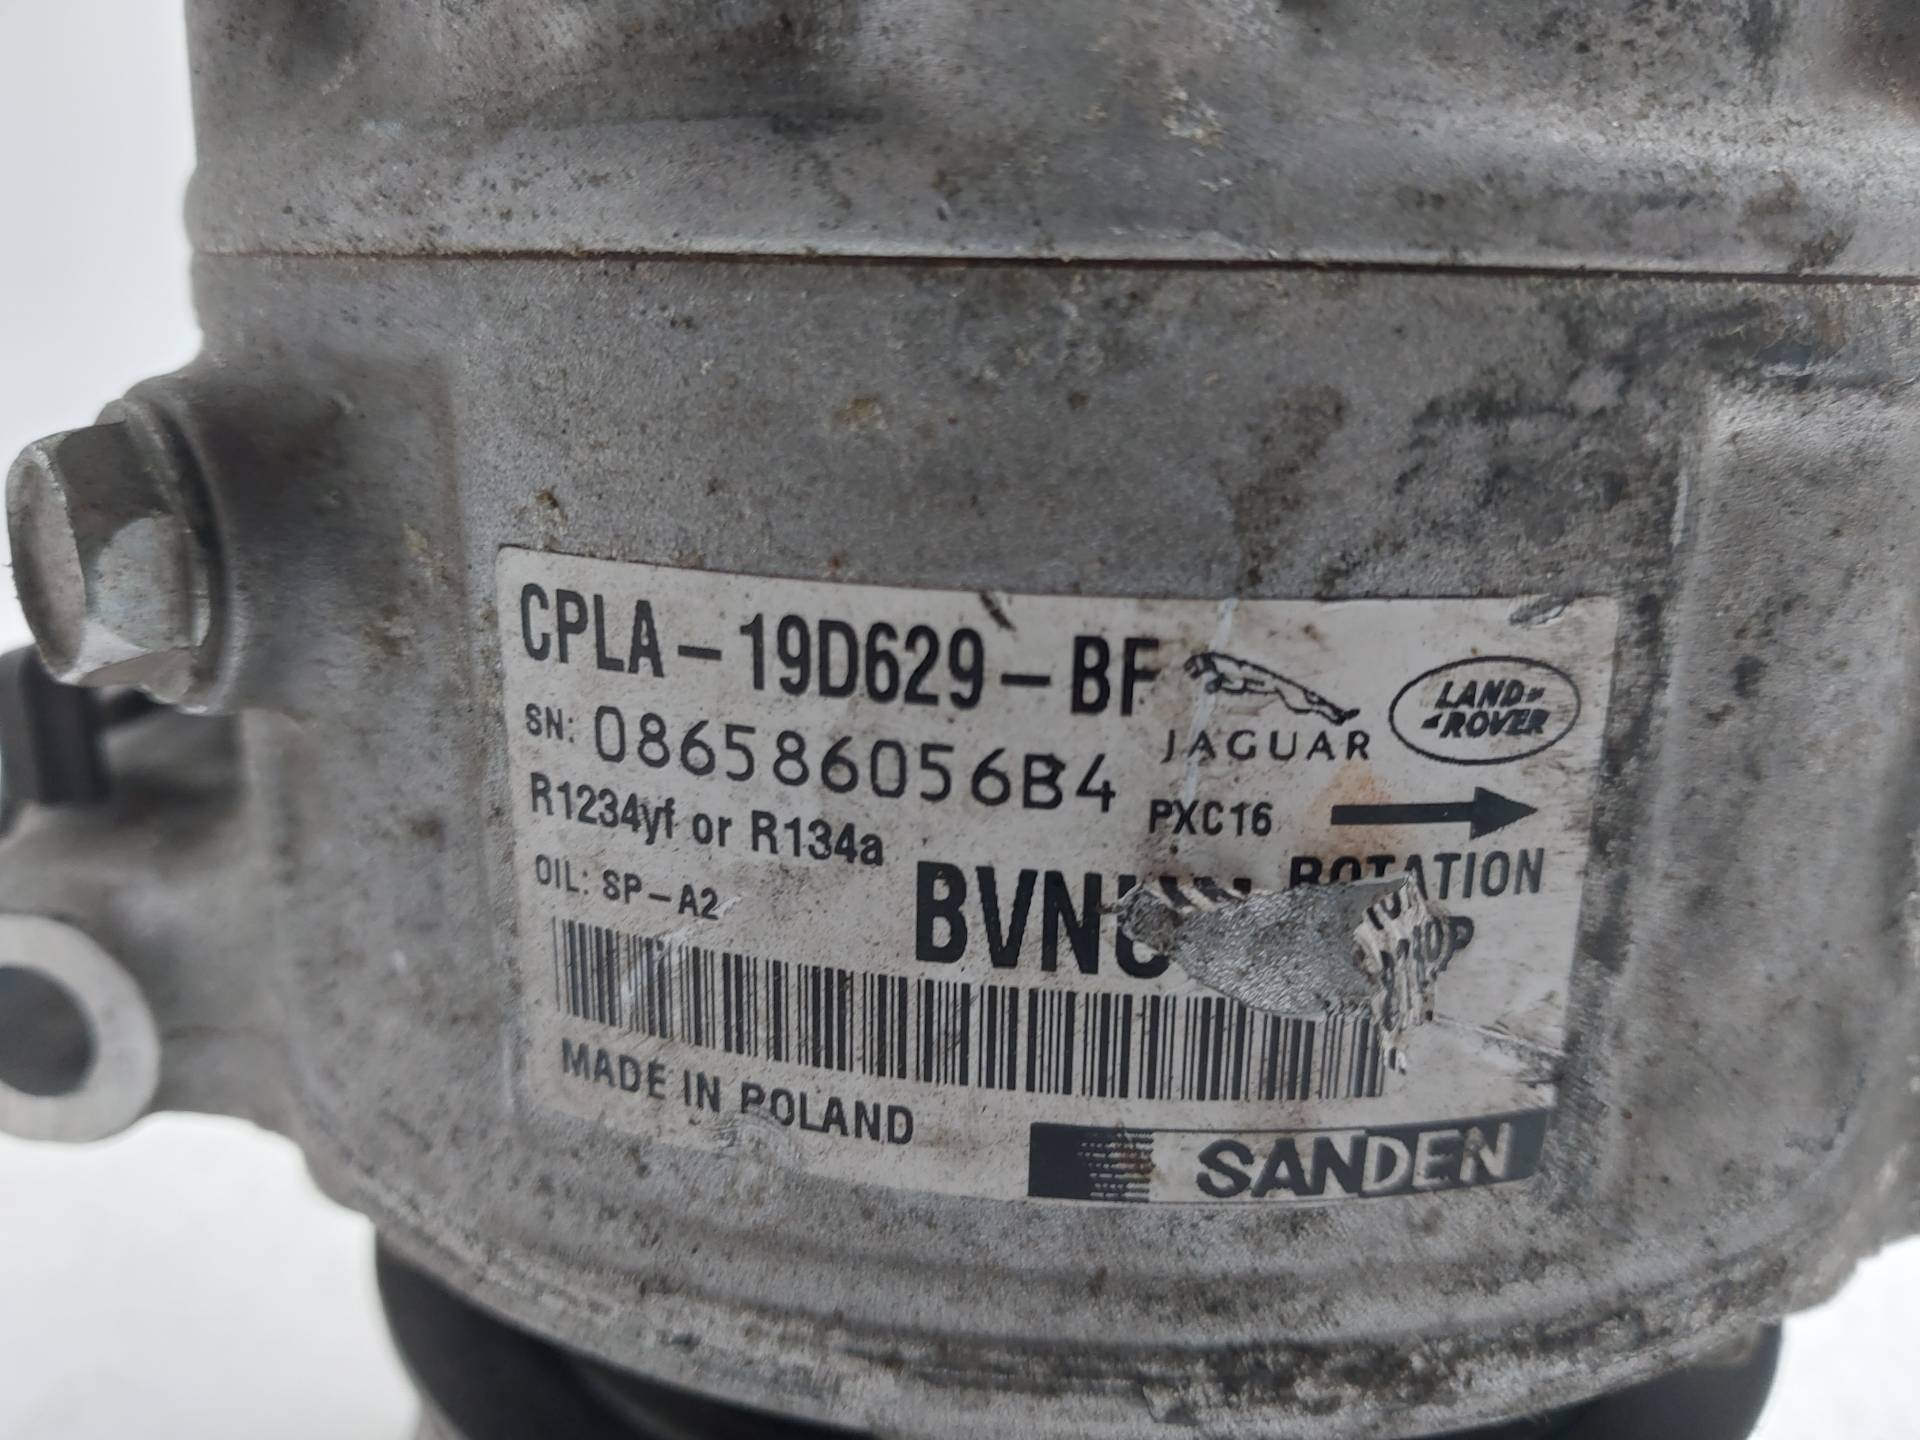 CPLA-19D629-BF
JAGUAR
LAND
ROVER
SN: 086586056B4
R1234yf or R134a
PXC16
ROTATION
OIL: SP-A2
MADE IN POLAND
SANDEN